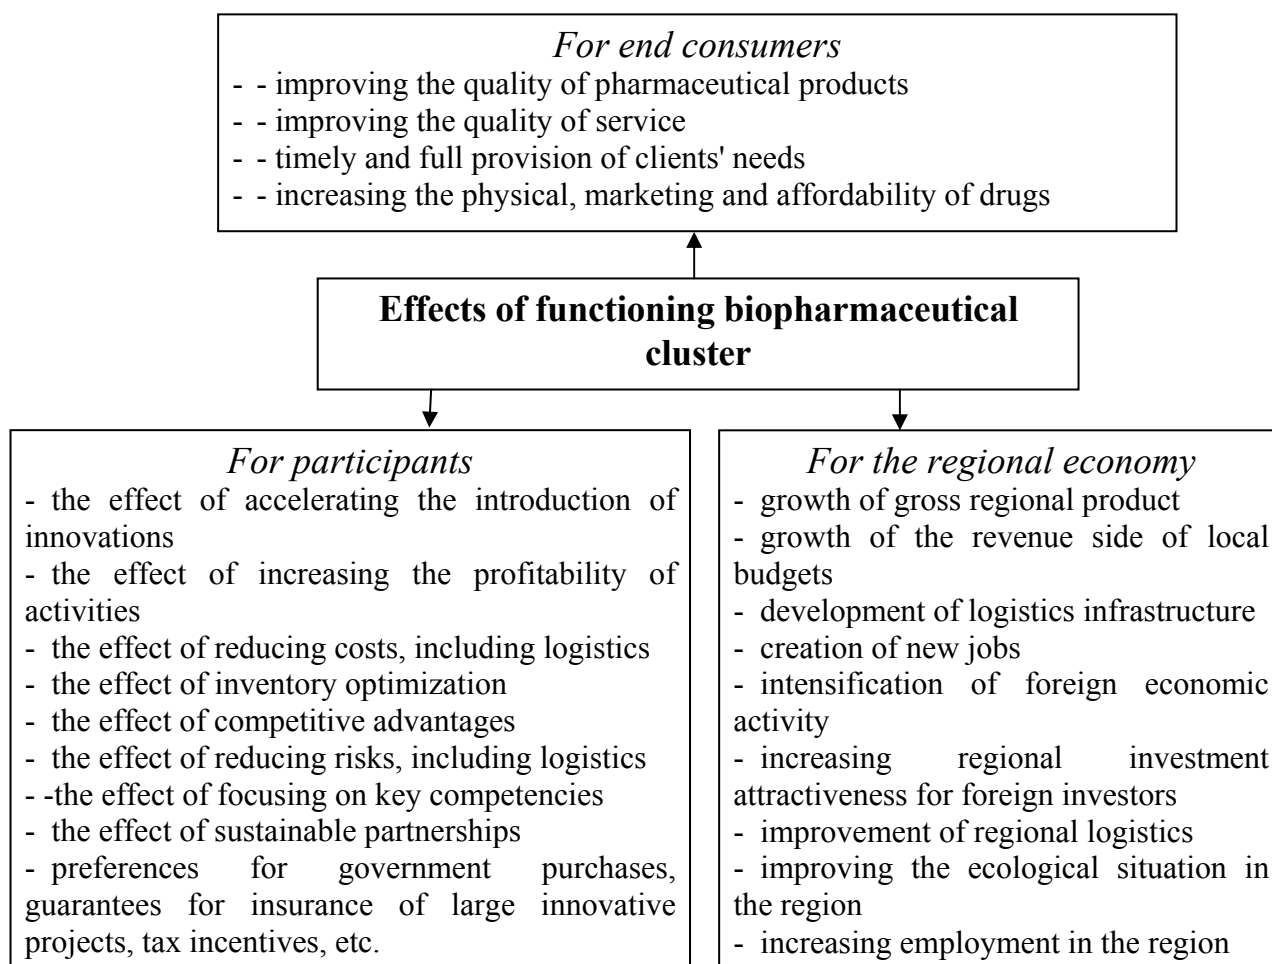 For end consumers
- - improving the quality of pharmaceutical products
- - improving the quality of service
- - timely and full provision of clients' needs
- - increasing the physical, marketing and affordability of drugs
Effects of functioning biopharmaceutical
cluster
For participants
- the effect of accelerating the introduction of
innovations
- the effect of increasing the profitability of
activities
- the effect of reducing costs, including logistics
- the effect of inventory optimization
- the effect of competitive advantages
- the effect of reducing risks, including logistics
- -the effect of focusing on key competencies
- the effect of sustainable partnerships
- preferences for government purchases,
guarantees for insurance of large innovative
projects, tax incentives, etc.
For the regional economy
- growth of gross regional product
- growth of the revenue side of local
budgets
- development of logistics infrastructure
- creation of new jobs
- intensification of foreign economic
activity
- increasing regional investment
attractiveness for foreign investors
- improvement of regional logistics
- improving the ecological situation in
the region
- increasing employment in the region